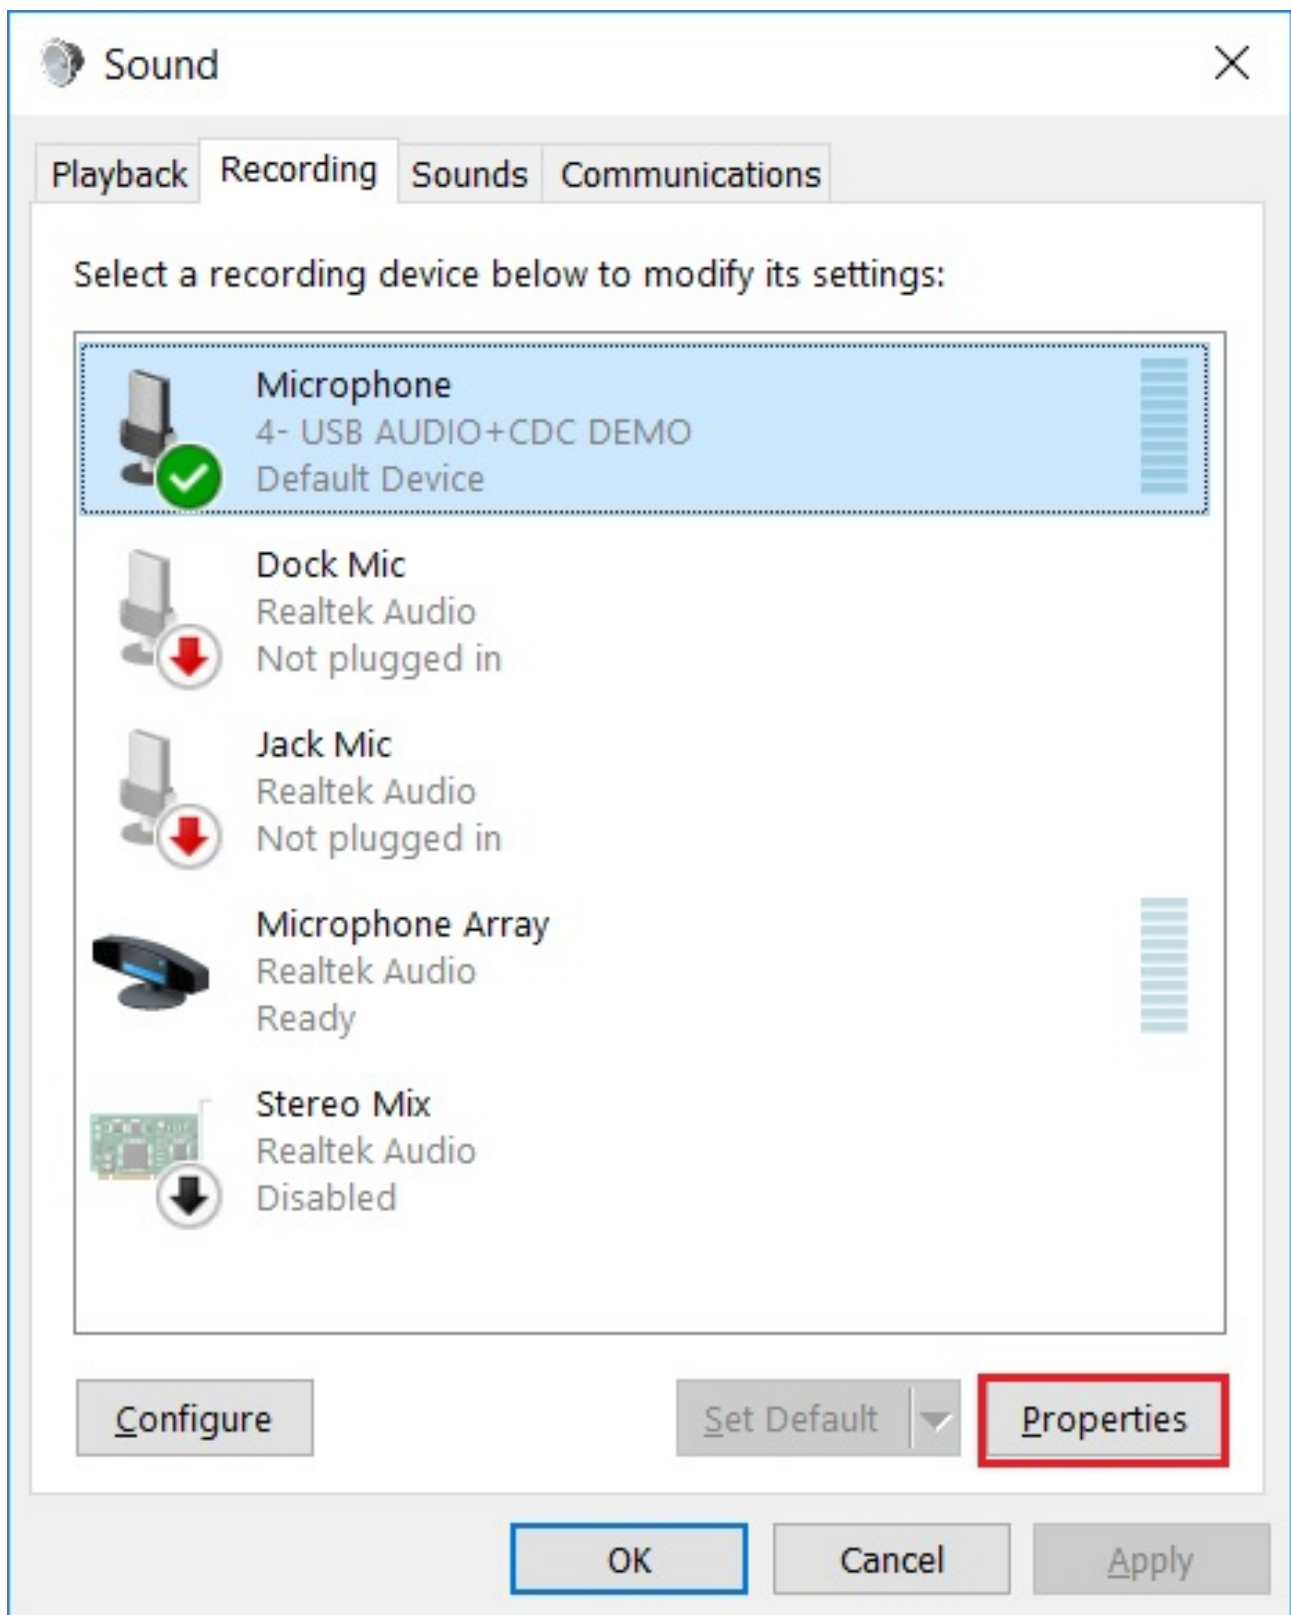 Sound
Playback Recording Sounds Communications
Select a recording device below to modify its settings:
Microphone
4- USB AUDIO+CDC DEMO
Default Device
Dock Mic
Realtek Audio
Not plugged in
Jack Mic
Realtek Audio
Not plugged in
Microphone Array
Realtek Audio
Ready
Stereo Mix
Realtek Audio
Disabled
Configure Set Default Properties
OK Cancel Apply